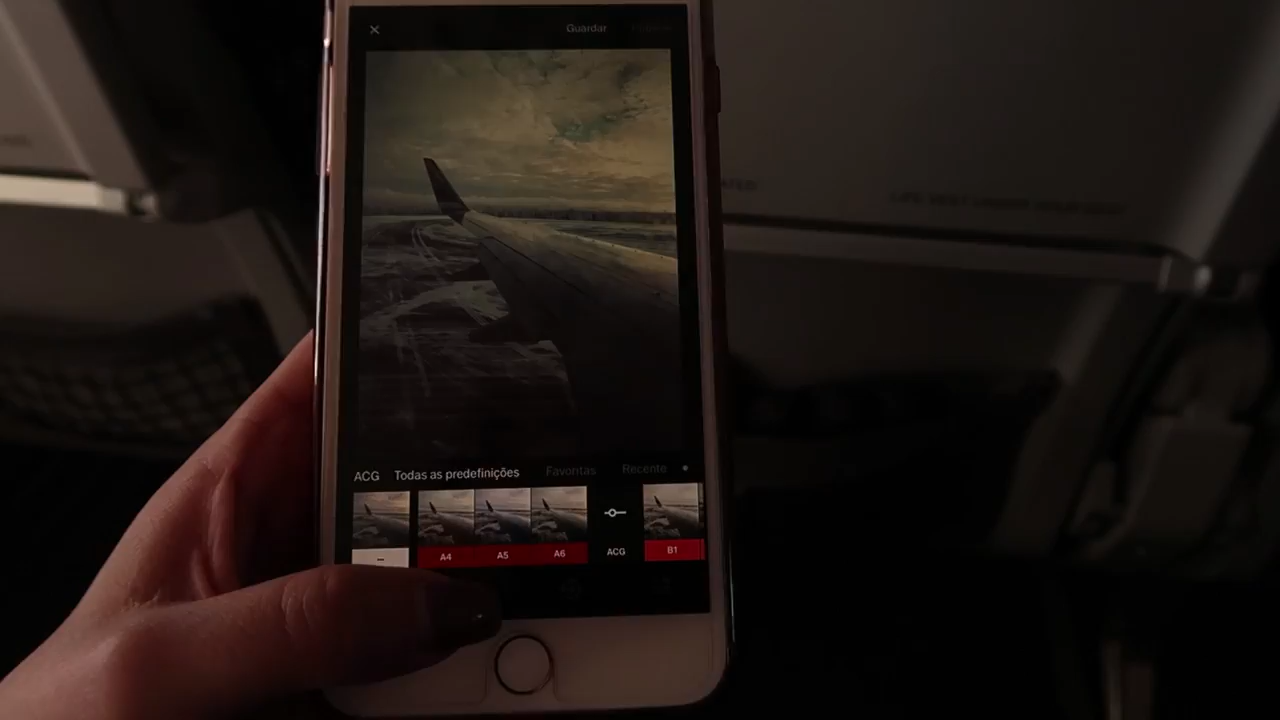 Guardar
ACG Todas as predefinições Favoritas Recente
A4 A5 A6 ACG B1